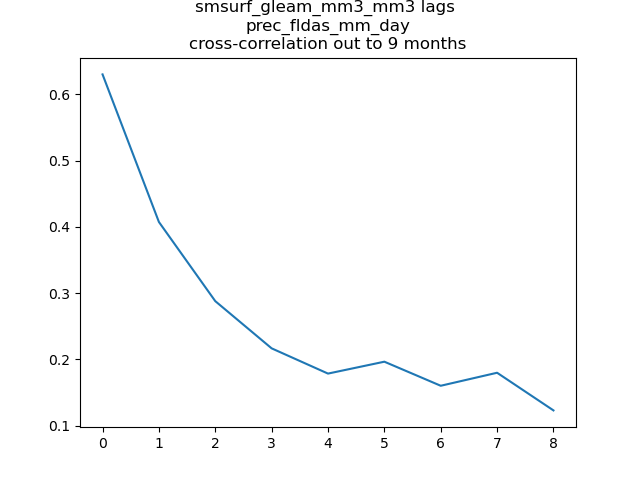 smsurf_gleam_mm3_mm3 lags
prec_fldas_mm_day
cross-correlation out to 9 months
0.6
0.5
0.4
0.3
0.2
0.1
0 1 2 3 4 5 6 7 8